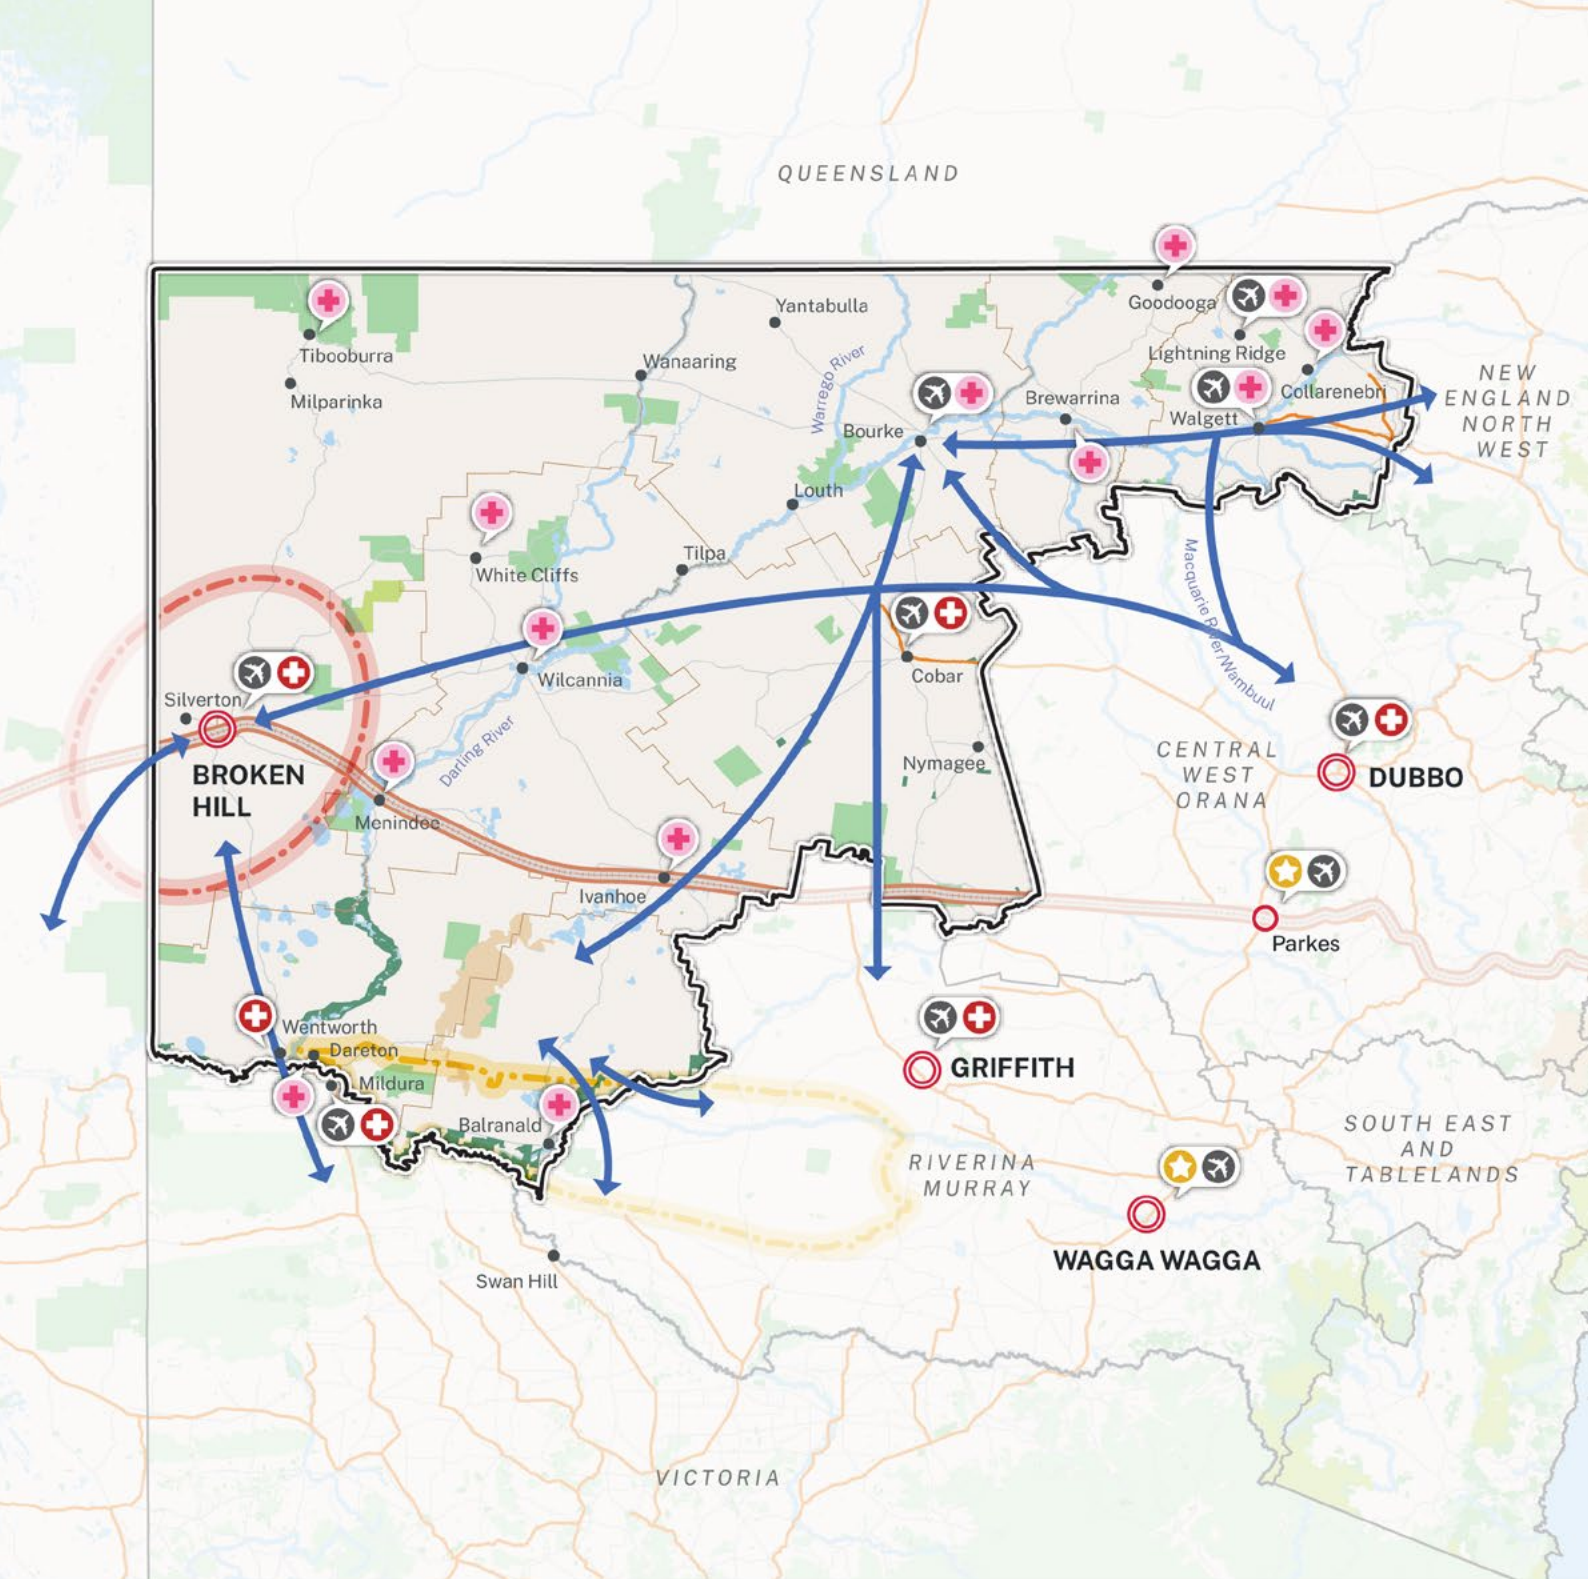 QUEENSLAND
Goodooga
Yantabulla
Lightning Ridge
Tibooburra
Wanaaring
Milparinka
Warrego River
Collarenebri
Brewarrina
Walgett
Bourke
NEW
ENGLAND
NORTH
WEST
Louth
Tilpa
White Cliffs
Macquarie River/Wambuul
Wilcannia
Cobar
Silverton
Darling River
BROKEN
HILL
Nymagee
CENTRAL
WEST
ORANA
DUBBO
Menindee
Ivanhoe
Parkes
Wentworth
Dareton
Mildura
GRIFFITH
Balranald
RIVERINA
MURRAY
SOUTH EAST
AND
TABLELANDS
WAGGA WAGGA
Swan Hill
VICTORIA